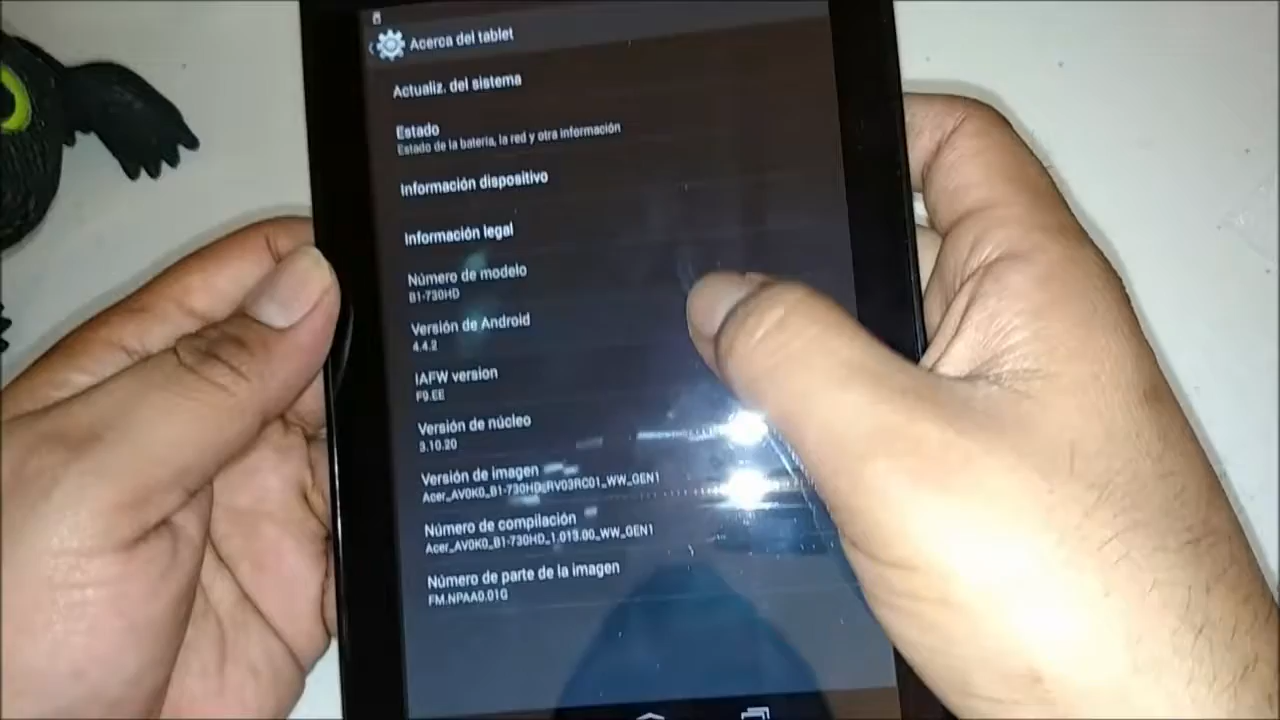 Acerca del tablet
Actualiz. del sistema
Estado
Estado de la batería, la red y otra información
Información dispositivo
Información legal
Número de modelo
B1-730HD
Versión de Android
4.4.2
IAFW version
F9.EE
Versión de núcleo
3.10.20
Versión de imagen
Acer_AV0K0_B1-730HD_RV03RC01_WW_GEN1
Número de compilación
Acer_AV0K0_B1-730HD_1.013.00_WW_GEN1
Número de parte de la imagen
FM.NPAA0.01G